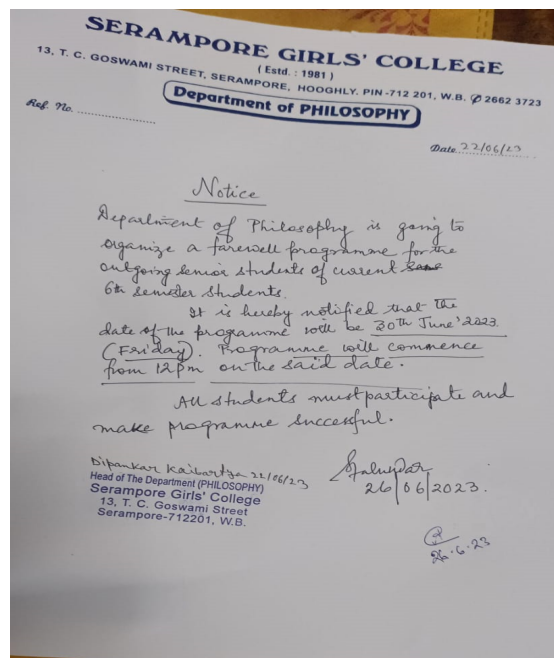 SERAMPORE GIRLS' COLLEGE
( Estd. : 1981 )
13, T. C. GOSWAMI STREET, SERAMPORE, HOOGHLY. PIN -712 201, W.B. ✆ 2662 3723
Department of PHILOSOPHY
Ref. No. ....................
Date 22/06/23
Notice
Department of Philosophy is going to
organize a farewell programme for the
outgoing senior students of current
6th semester students.
It is hereby notified that the
date of the programme will be 30th June' 2023
(Friday). Programme will commence
from 12 pm on the said date.
All students must participate and
make programme successful.
Dipankar Kaibartya 22/06/23
Head of The Department (PHILOSOPHY)
Serampore Girls' College
13, T. C. Goswami Street
Serampore-712201, W.B.
26/06/2023.
26.6.23